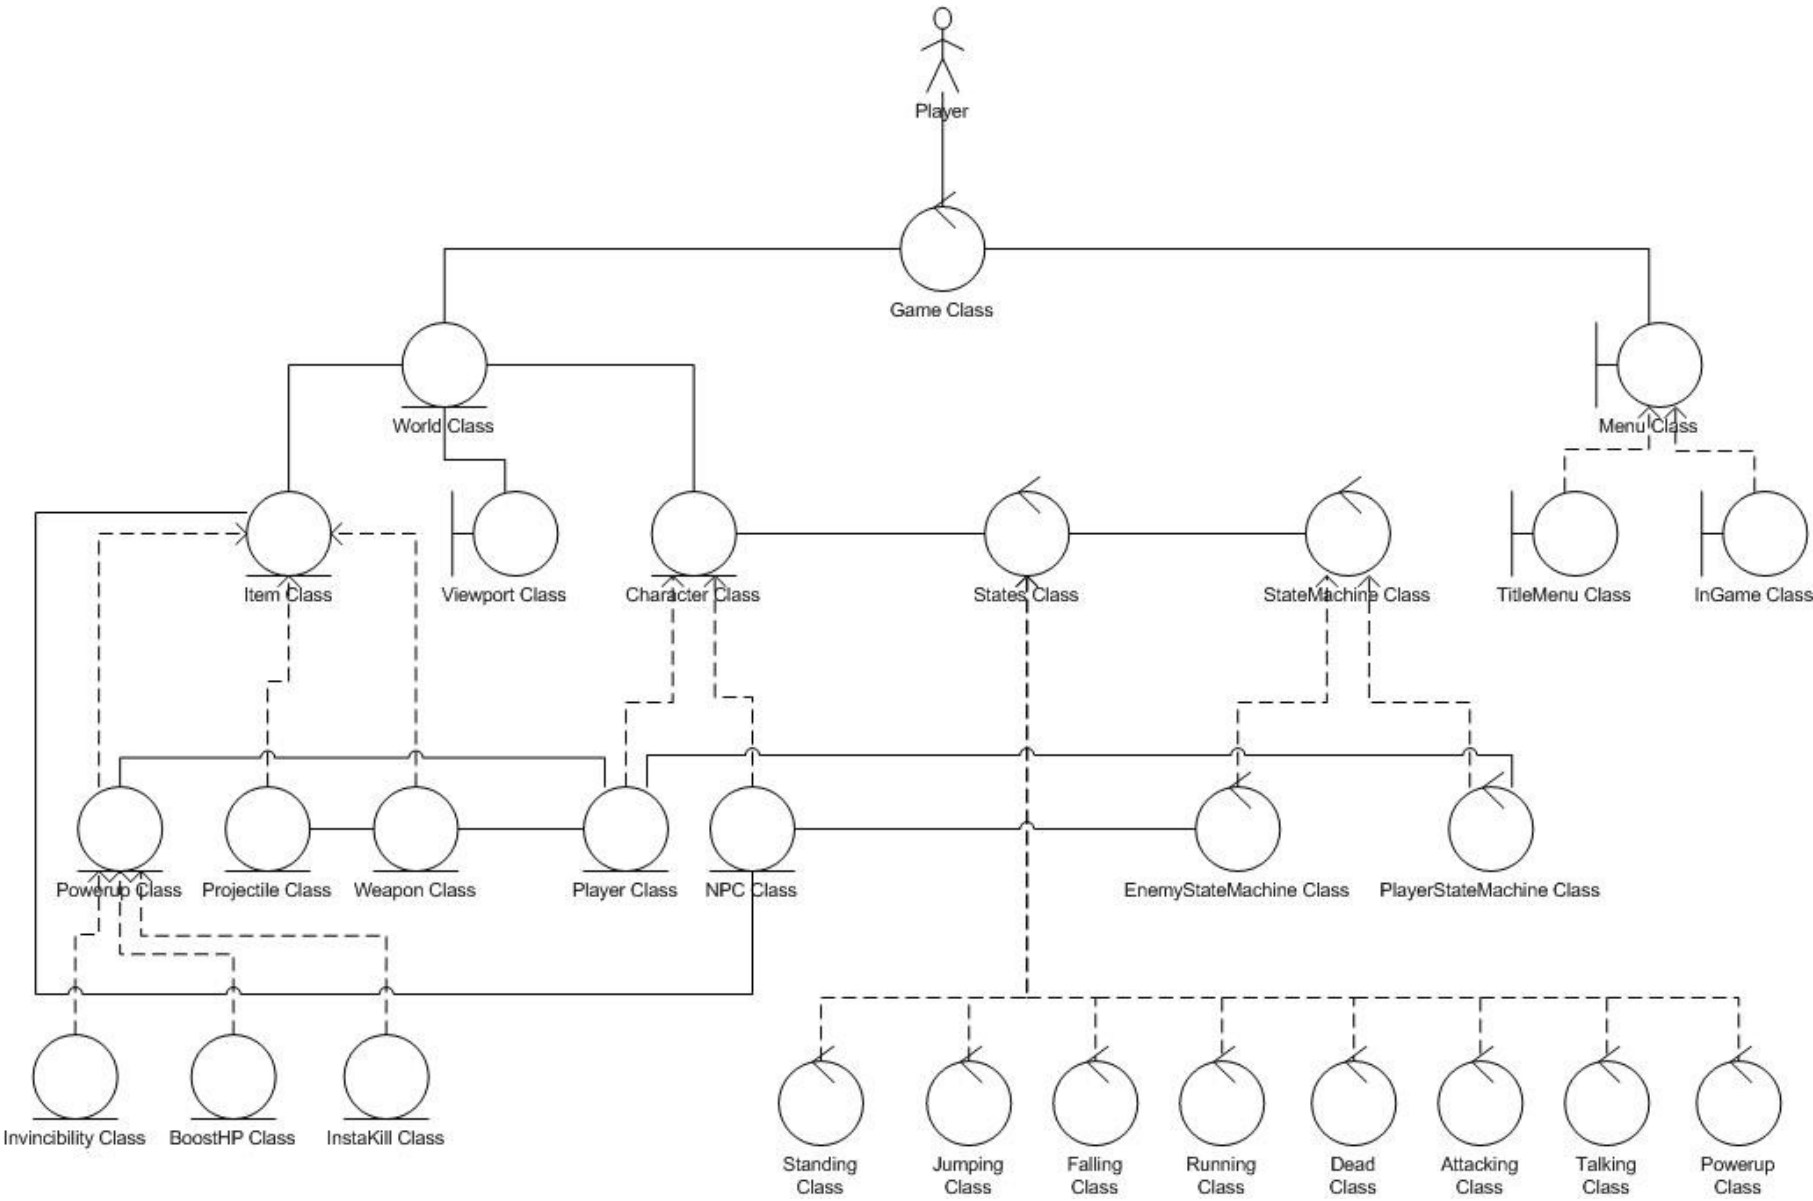 Player
Game Class
World Class
Menu Class
Item Class
Viewport Class
Character Class
States Class
StateMachine Class
TitleMenu Class
InGame Class
Powerup Class
Projectile Class
Weapon Class
Player Class
NPC Class
EnemyStateMachine Class
PlayerStateMachine Class
Invincibility Class
BoostHP Class
InstaKill Class
Standing
Class
Jumping
Class
Falling
Class
Running
Class
Dead
Class
Attacking
Class
Talking
Class
Powerup
Class